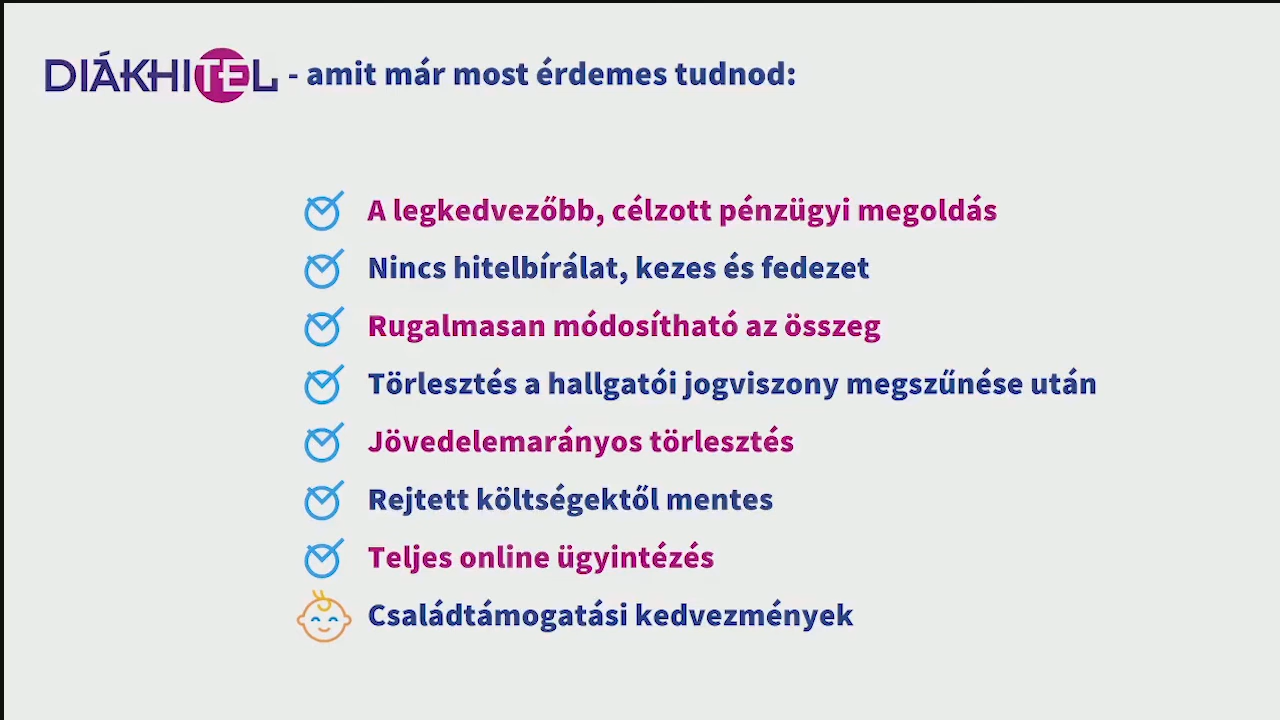 DIÁKHITEL - amit már most érdemes tudnod:
A legkedvezőbb, célzott pénzügyi megoldás
Nincs hitelbírálat, kezes és fedezet
Rugalmasan módosítható az összeg
Törlesztés a hallgatói jogviszony megszűnése után
Jövedelemarányos törlesztés
Rejtett költségektől mentes
Teljes online ügyintézés
Családtámogatási kedvezmények